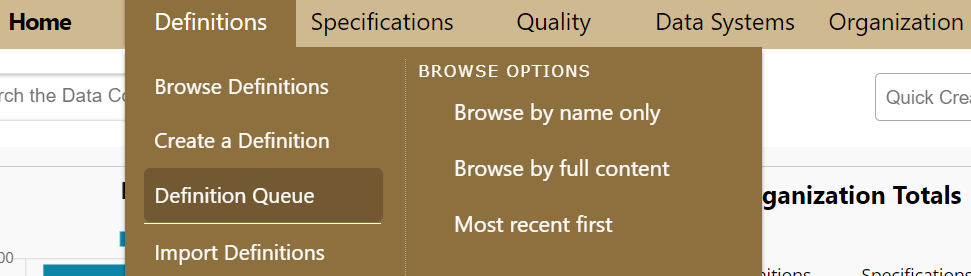 Home Definitions Specifications Quality Data Systems Organization
Browse Definitions
Create a Definition
Definition Queue
Import Definitions
BROWSE OPTIONS
Browse by name only
Browse by full content
Most recent first
rch the Data Co
Quick Crea
ganization Totals
nitions Specifications
00